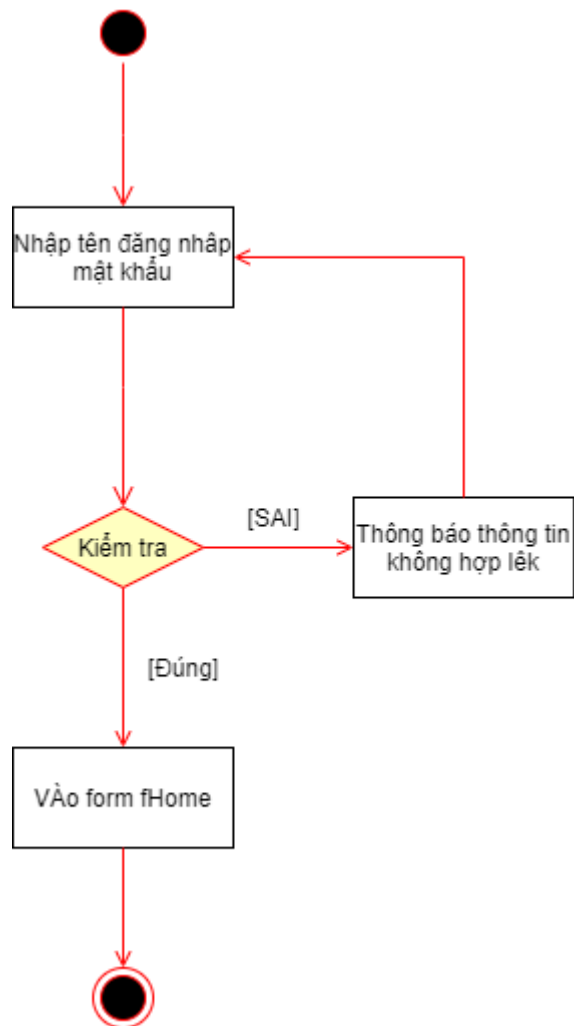 Nhập tên đăng nhâp
mật khẩu
Kiểm tra
[SAI]
Thông báo thông tin
không hợp lêk
[Đúng]
VÀo form fHome